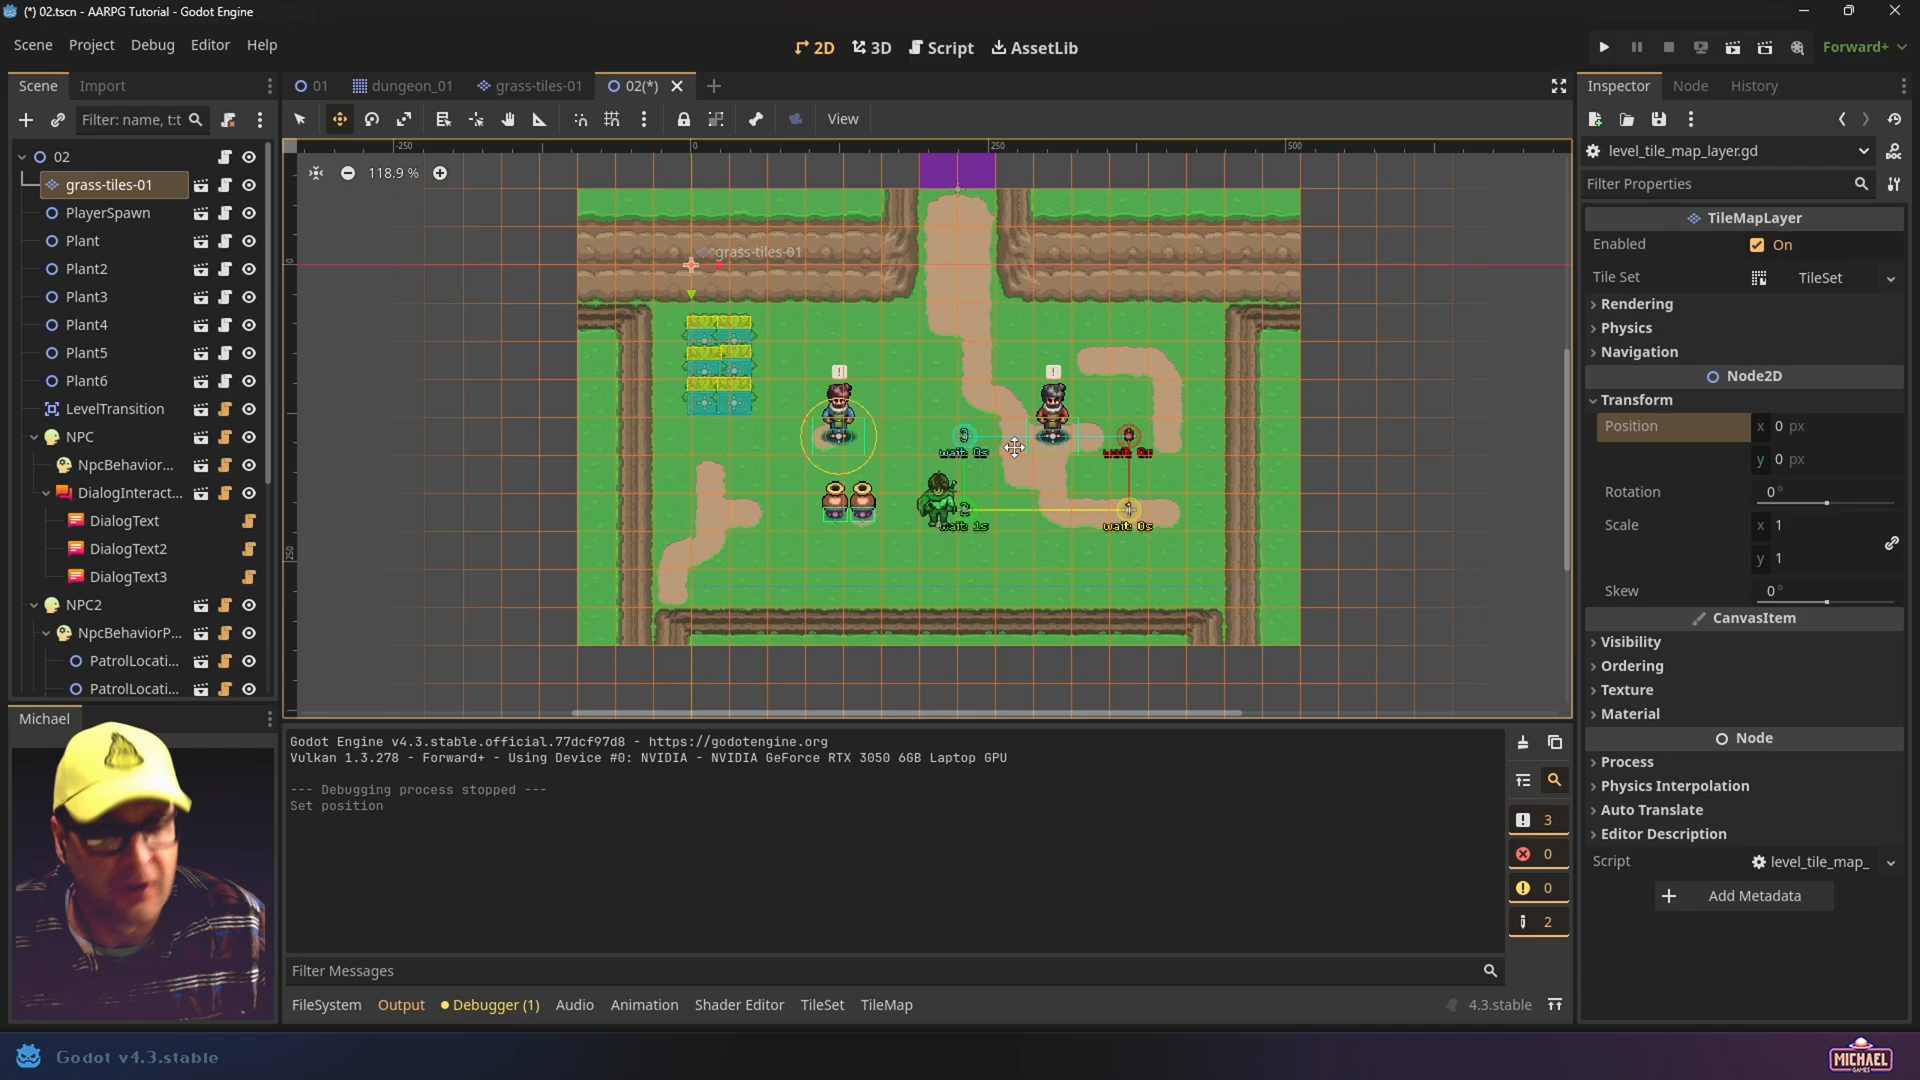 (*) 02.tscn - AARPG Tutorial - Godot Engine
Scene Project Debug Editor Help
2D 3D Script AssetLib
Forward+
Scene Import
01 dungeon_01 grass-tiles-01 02(*)
Inspector Node History
Filter: name, t:t
View
level_tile_map_layer.gd
Filter Properties
-250 0 250 500
118.9 %
0
250
02
grass-tiles-01
PlayerSpawn
Plant
Plant2
Plant3
Plant4
Plant5
Plant6
LevelTransition
NPC
NpcBehavior...
DialogInteract...
DialogText
DialogText2
DialogText3
NPC2
NpcBehaviorP...
PatrolLocati...
PatrolLocati...
grass-tiles-01
!
!
3
wait: 0s
2
wait: 1s
1
wait: 0s
TileMapLayer
Enabled On
Tile Set TileSet
Rendering
Physics
Navigation
Node2D
Transform
Position x 0 px
y 0 px
Rotation 0 °
Scale x 1
y 1
Skew 0 °
CanvasItem
Visibility
Ordering
Texture
Material
Node
Process
Physics Interpolation
Auto Translate
Editor Description
Script level_tile_map_
Add Metadata
Michael
Godot Engine v4.3.stable.official.77dcf97d8 - https://godotengine.org
Vulkan 1.3.278 - Forward+ - Using Device #0: NVIDIA - NVIDIA GeForce RTX 3050 6GB Laptop GPU
--- Debugging process stopped ---
Set position
3
0
0
2
Filter Messages
FileSystem Output Debugger (1) Audio Animation Shader Editor TileSet TileMap
4.3.stable
Godot v4.3.stable
MICHAEL
GAMES